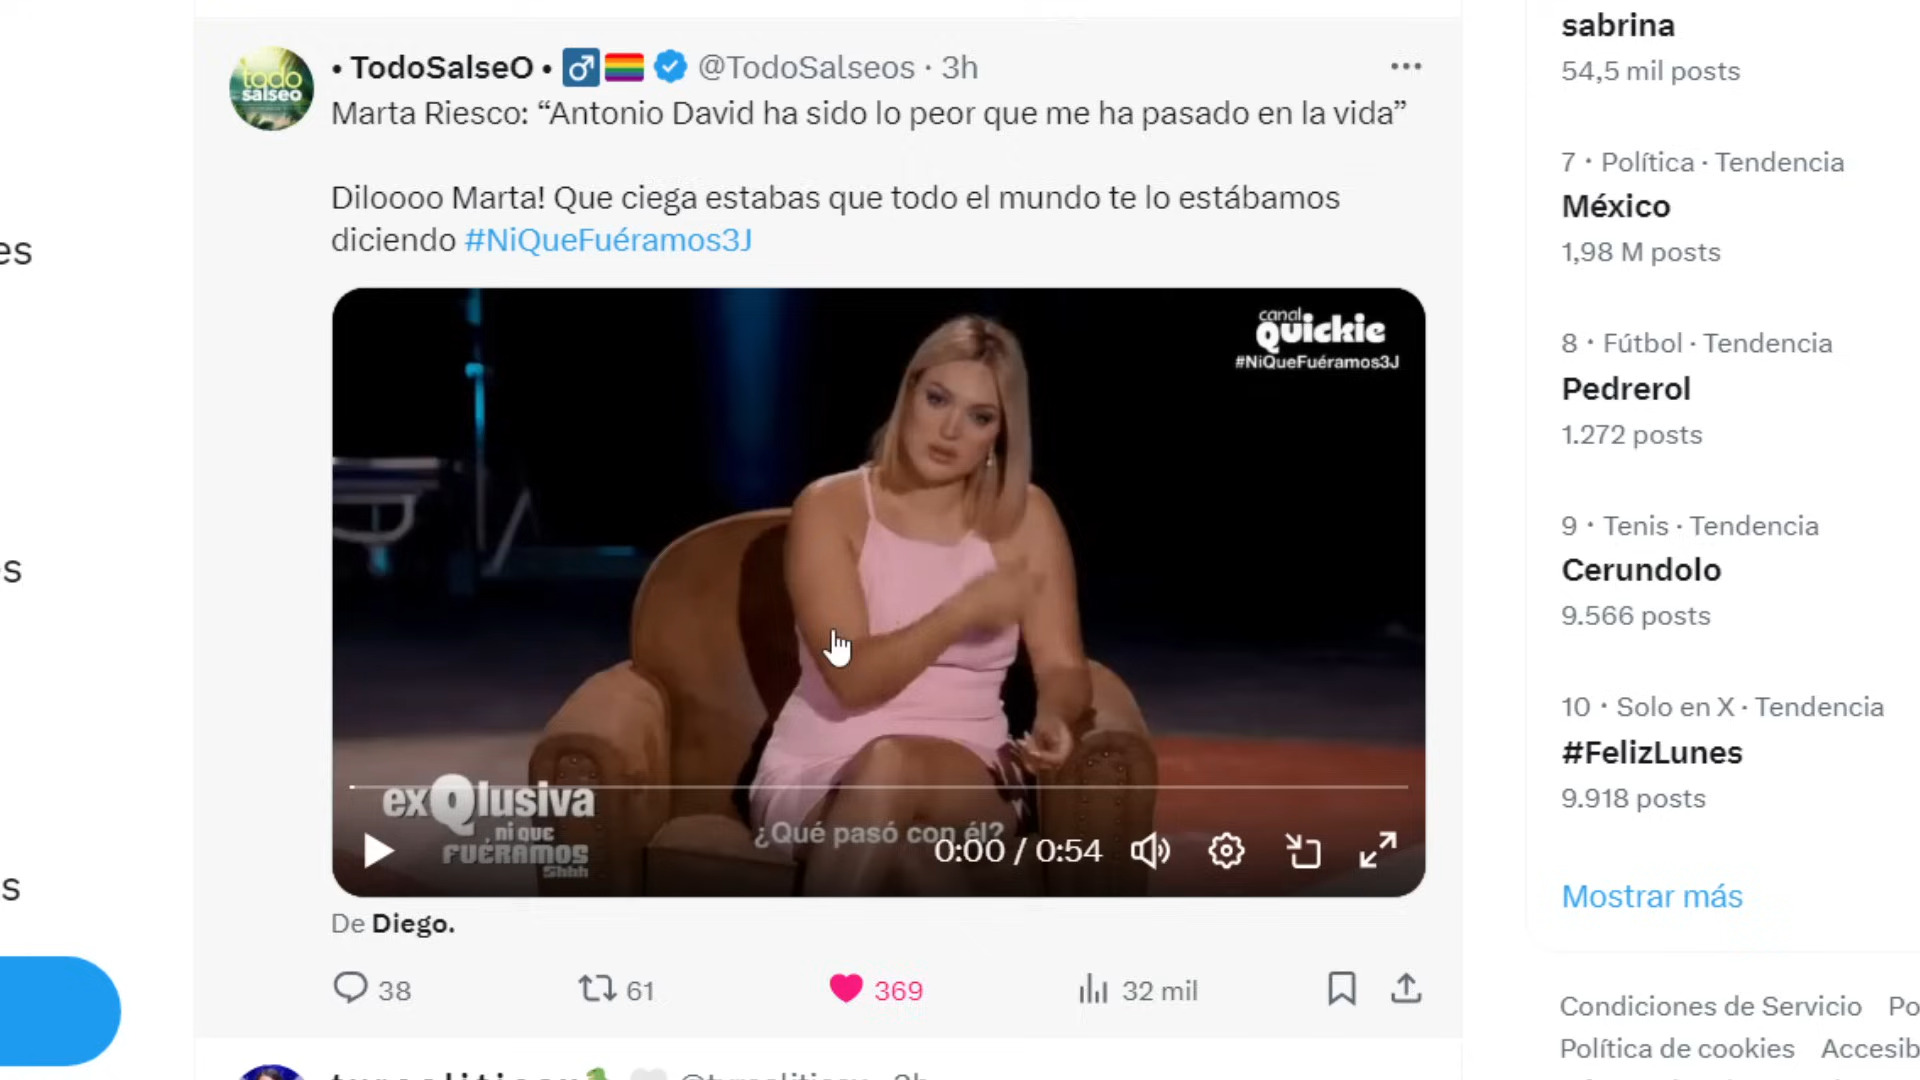 es
s
s
todo
salseo
• TodoSalseO • @TodoSalseos · 3h
Marta Riesco: “Antonio David ha sido lo peor que me ha pasado en la vida”
Diloooo Marta! Que ciega estabas que todo el mundo te lo estábamos
diciendo #NiQueFuéramos3J
canal
quickie
#NiQueFuéramos3J
exQlusiva
ni que
FUÉRAMOS
Shhh
¿Qué pasó con él?
0:00 / 0:54
De Diego.
38 61 369 32 mil
sabrina
54,5 mil posts
7 · Política · Tendencia
México
1,98 M posts
8 · Fútbol · Tendencia
Pedrerol
1.272 posts
9 · Tenis · Tendencia
Cerundolo
9.566 posts
10 · Solo en X · Tendencia
#FelizLunes
9.918 posts
Mostrar más
Condiciones de Servicio Po
Política de cookies Accesib